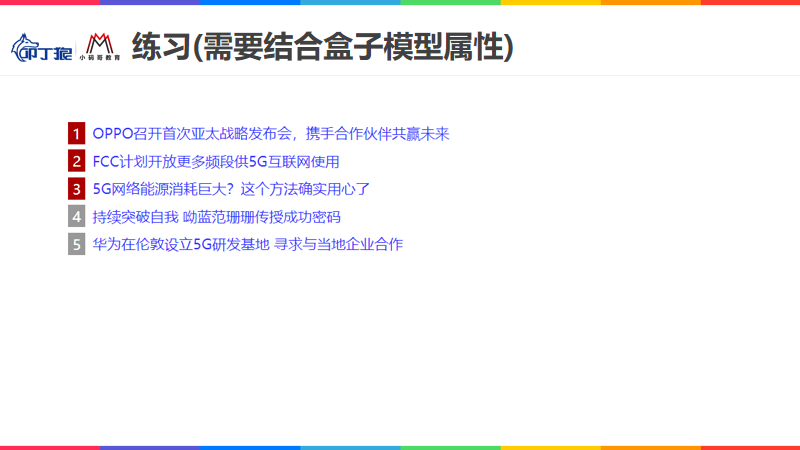 叩丁狼
小码哥教育
练习(需要结合盒子模型属性)
1 OPPO召开首次亚太战略发布会，携手合作伙伴共赢未来
2 FCC计划开放更多频段供5G互联网使用
3 5G网络能源消耗巨大？这个方法确实用心了
4 持续突破自我 呦蓝范珊珊传授成功密码
5 华为在伦敦设立5G研发基地 寻求与当地企业合作